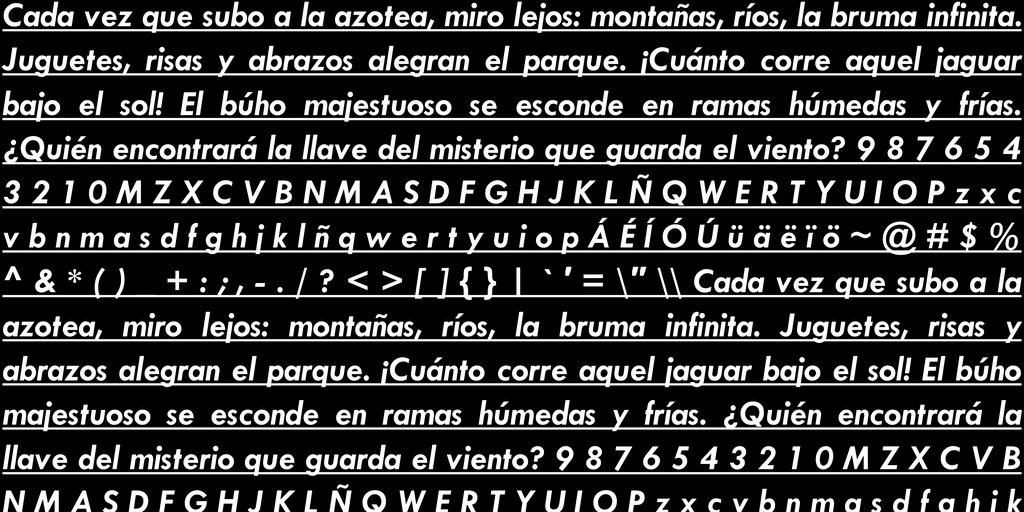 Cada vez que subo a la azotea, miro lejos: montañas, ríos, la bruma infinita.
Juguetes, risas y abrazos alegran el parque. ¡Cuánto corre aquel jaguar
bajo el sol! El búho majestuoso se esconde en ramas húmedas y frías.
¿Quién encontrará la llave del misterio que guarda el viento? 9 8 7 6 5 4
3 2 1 0 M Z X C V B N M A S D F G H J K L Ñ Q W E R T Y U I O P z x c
v b n m a s d f g h j k l ñ q w e r t y u i o p Á É Í Ó Ú ü ä ë ï ö ~ @ # $ %
^ & * ( ) _ + : ; , - . / ? < > [ ] { } | ` ' = \" \\ Cada vez que subo a la
azotea, miro lejos: montañas, ríos, la bruma infinita. Juguetes, risas y
abrazos alegran el parque. ¡Cuánto corre aquel jaguar bajo el sol! El búho
majestuoso se esconde en ramas húmedas y frías. ¿Quién encontrará la
llave del misterio que guarda el viento? 9 8 7 6 5 4 3 2 1 0 M Z X C V B
N M A S D F G H J K L Ñ Q W E R T Y U I O P z x c v b n m a s d f g h j k